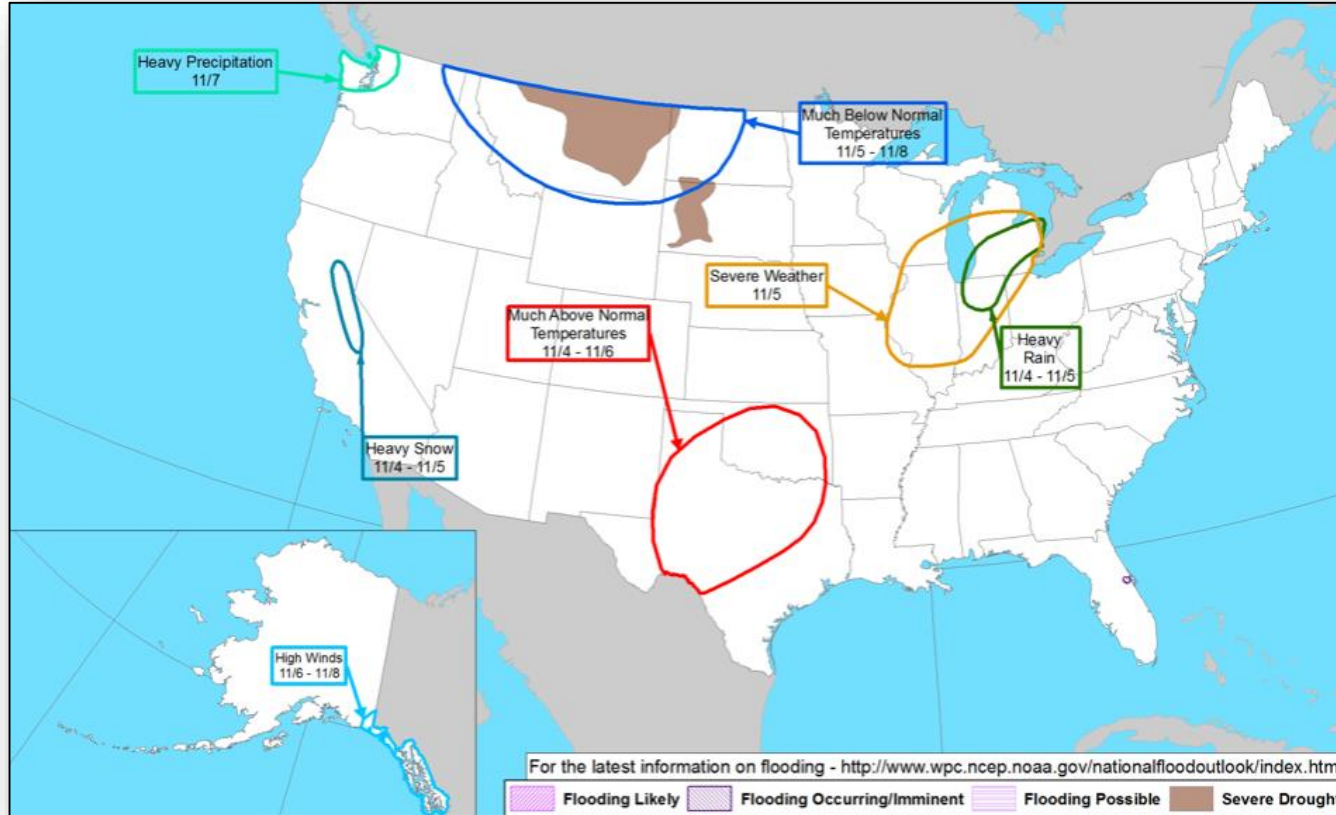 Heavy Precipitation
11/7
Much Below Normal
Temperatures
11/5 - 11/8
Severe Weather
11/5
Much Above Normal
Temperatures
11/4 - 11/6
Heavy
Rain
11/4 - 11/5
Heavy Snow
11/4 - 11/5
High Winds
11/6 - 11/8
For the latest information on flooding - http://www.wpc.ncep.noaa.gov/nationalfloodoutlook/index.htm
Flooding Likely
Flooding Occurring/Imminent
Flooding Possible
Severe Drought